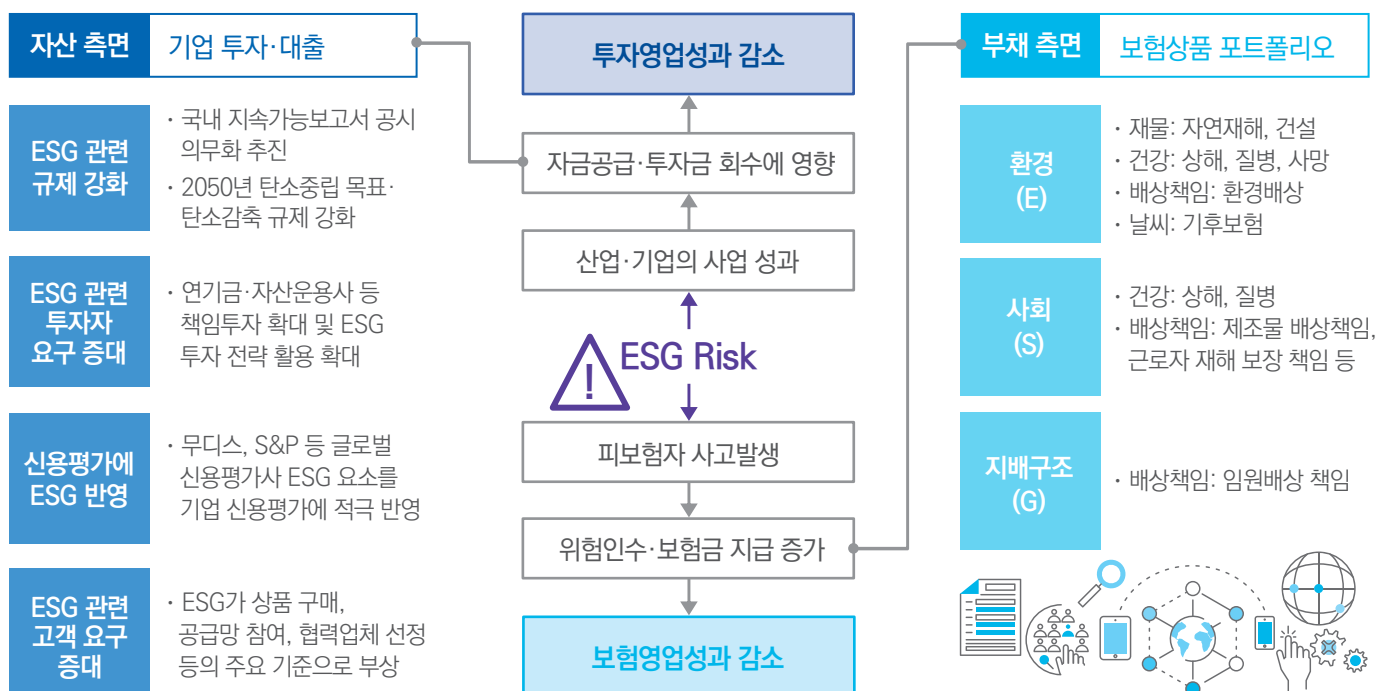 자산 측면
기업 투자·대출
ESG 관련
규제 강화
· 국내 지속가능보고서 공시
의무화 추진
· 2050년 탄소중립 목표·
탄소감축 규제 강화
ESG 관련
투자자
요구 증대
· 연기금·자산운용사 등
책임투자 확대 및 ESG
투자 전략 활용 확대
신용평가에
ESG 반영
· 무디스, S&P 등 글로벌
신용평가사 ESG 요소를
기업 신용평가에 적극 반영
ESG 관련
고객 요구
증대
· ESG가 상품 구매,
공급망 참여, 협력업체 선정
등의 주요 기준으로 부상
투자영업성과 감소
자금공급·투자금 회수에 영향
산업·기업의 사업 성과
! ESG Risk
피보험자 사고발생
위험인수·보험금 지급 증가
보험영업성과 감소
부채 측면
보험상품 포트폴리오
환경
(E)
· 재물: 자연재해, 건설
· 건강: 상해, 질병, 사망
· 배상책임: 환경배상
· 날씨: 기후보험
사회
(S)
· 건강: 상해, 질병
· 배상책임: 제조물 배상책임,
근로자 재해 보장 책임 등
지배구조
(G)
· 배상책임: 임원배상 책임